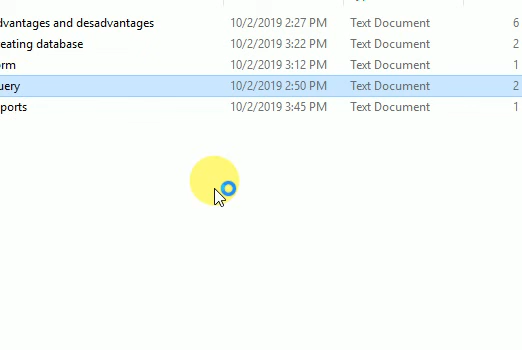 dvantages and desadvantages 10/2/2019 2:27 PM Text Document 6
eating database 10/2/2019 3:22 PM Text Document 2
orm 10/2/2019 3:12 PM Text Document 1
uery 10/2/2019 2:50 PM Text Document 2
ports 10/2/2019 3:45 PM Text Document 1